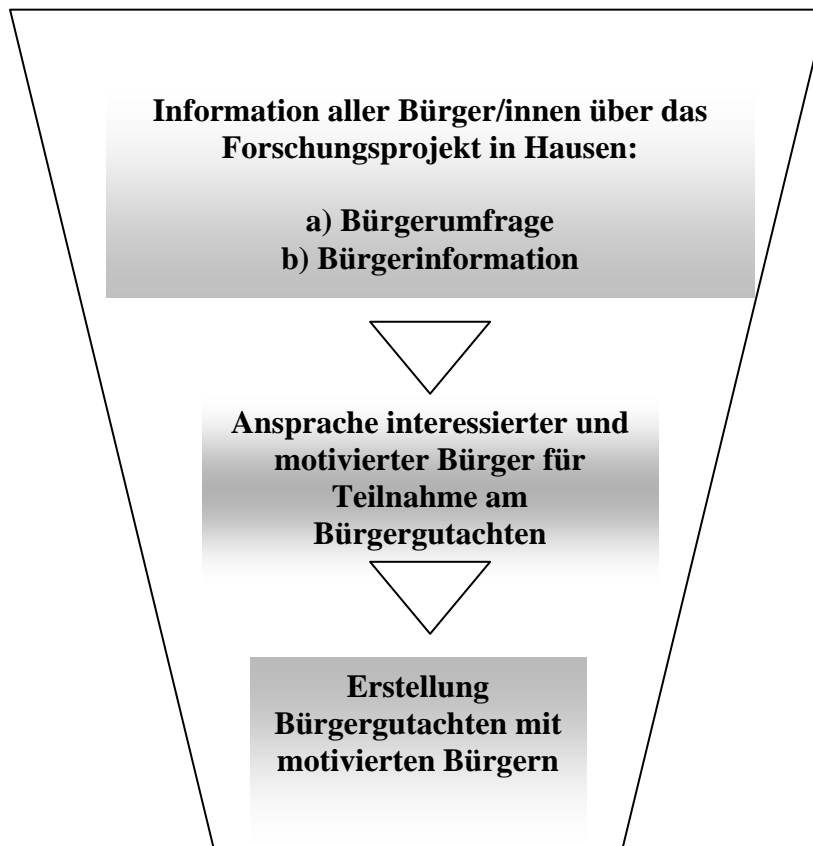 Information aller Bürger/innen über das
Forschungsprojekt in Hausen:
a) Bürgerumfrage
b) Bürgerinformation
Ansprache interessierter und
motivierter Bürger für
Teilnahme am
Bürgergutachten
Erstellung
Bürgergutachten mit
motivierten Bürgern